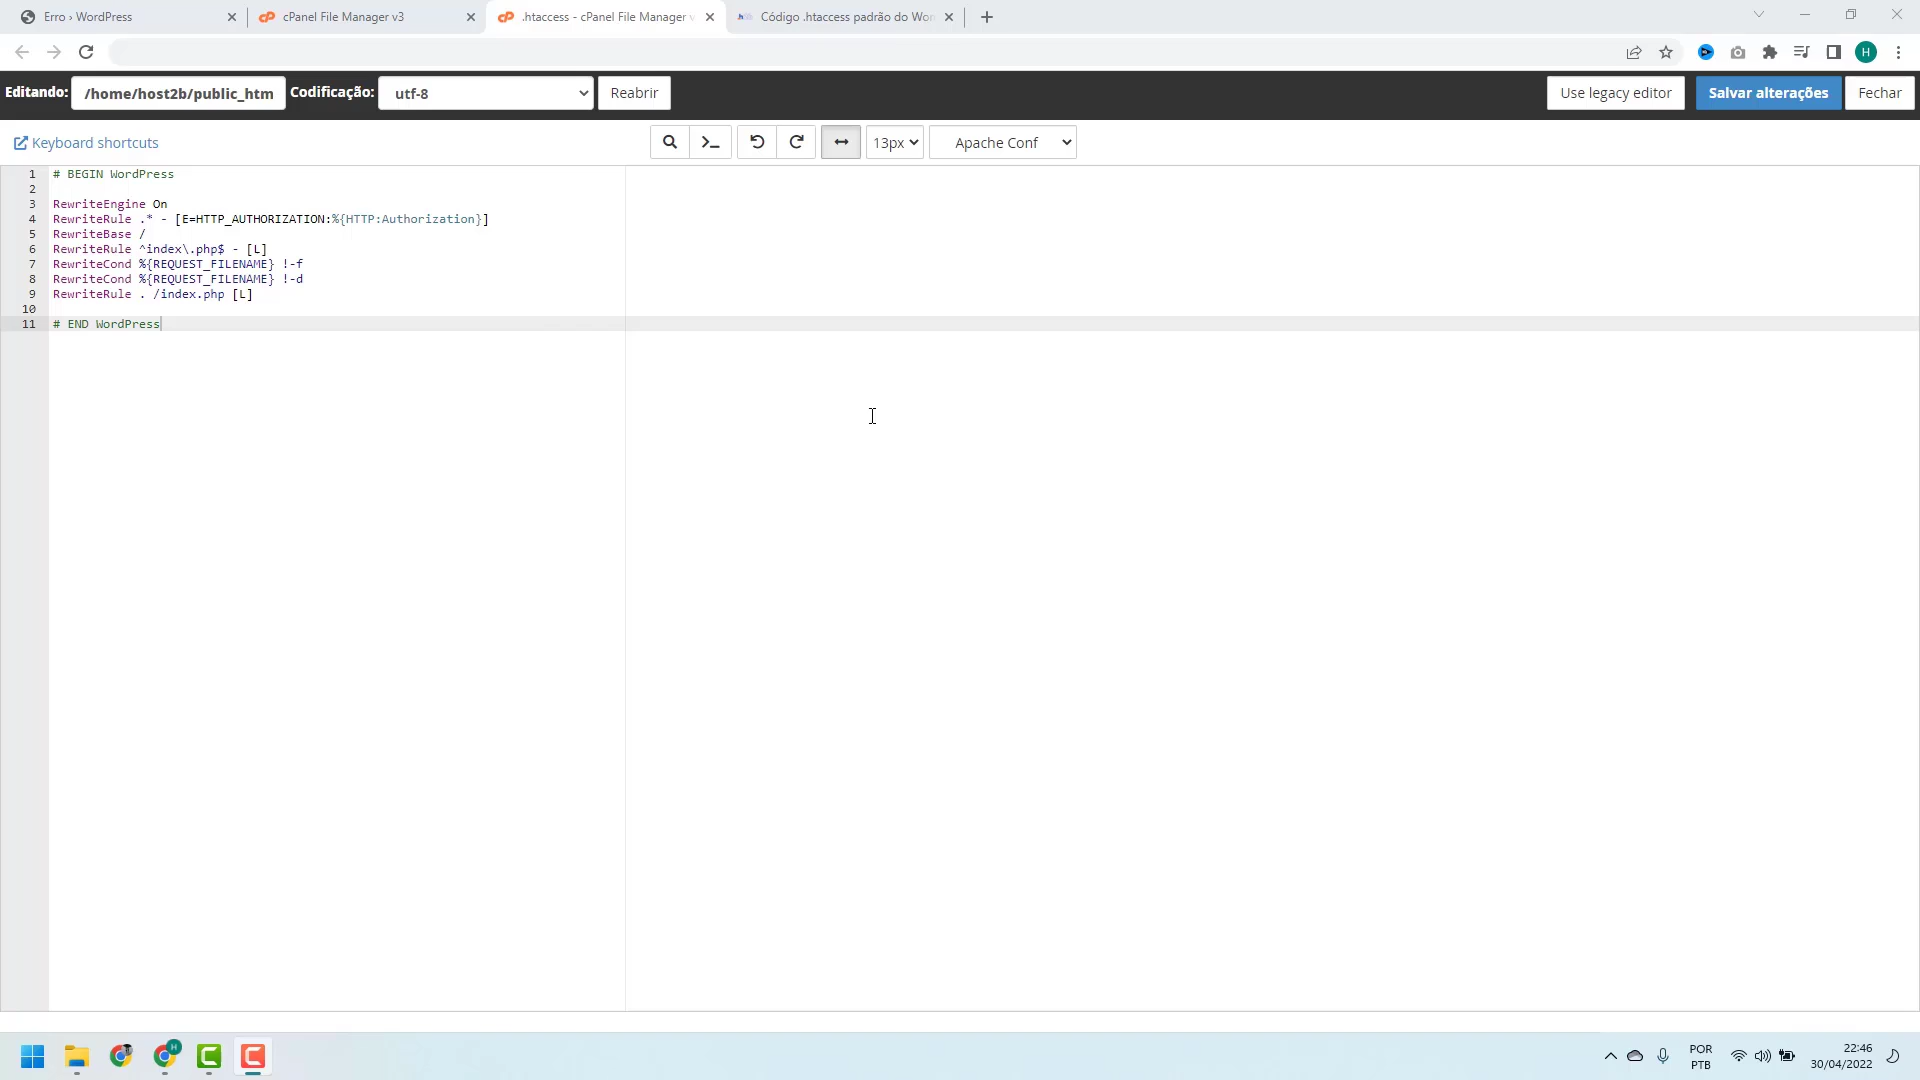 Erro › WordPress
cPanel File Manager v3
.htaccess - cPanel File Manager v
Código .htaccess padrão do Wor
H
Editando:
/home/host2b/public_htm
Codificação:
utf-8
Reabrir
Use legacy editor
Salvar alterações
Fechar
Keyboard shortcuts
13px
Apache Conf
1 # BEGIN WordPress
2
3 RewriteEngine On
4 RewriteRule .* - [E=HTTP_AUTHORIZATION:%{HTTP:Authorization}]
5 RewriteBase /
6 RewriteRule ^index\.php$ - [L]
7 RewriteCond %{REQUEST_FILENAME} !-f
8 RewriteCond %{REQUEST_FILENAME} !-d
9 RewriteRule . /index.php [L]
10
11 # END WordPress
H
POR
PTB
22:46
30/04/2022